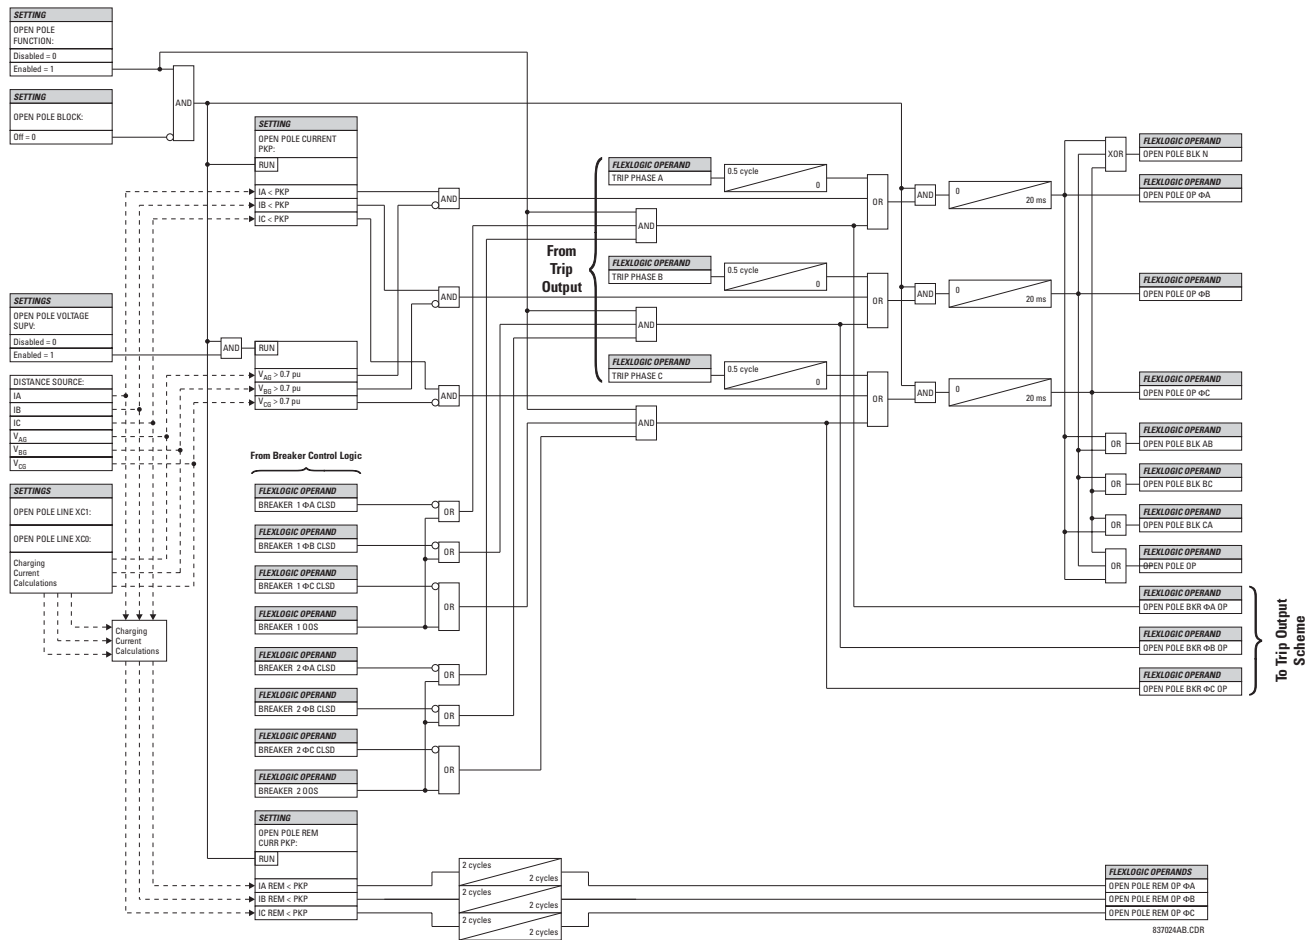 SETTING
OPEN POLE
FUNCTION:
Disabled = 0
Enabled = 1
SETTING
OPEN POLE BLOCK:
Off = 0
AND
SETTING
OPEN POLE CURRENT
PKP:
RUN
IA < PKP
IB < PKP
IC < PKP
AND
AND
AND
SETTINGS
OPEN POLE VOLTAGE
SUPV:
Disabled = 0
Enabled = 1
AND
RUN
VAG > 0.7 pu
VBG > 0.7 pu
VCG > 0.7 pu
DISTANCE SOURCE:
IA
IB
IC
VAG
VBG
VCG
SETTINGS
OPEN POLE LINE XC1:
OPEN POLE LINE XC0:
Charging
Current
Calculations
Charging
Current
Calculations
From Breaker Control Logic
FLEXLOGIC OPERAND
BREAKER 1 ΦA CLSD
FLEXLOGIC OPERAND
BREAKER 1 ΦB CLSD
FLEXLOGIC OPERAND
BREAKER 1 ΦC CLSD
FLEXLOGIC OPERAND
BREAKER 1 OOS
FLEXLOGIC OPERAND
BREAKER 2 ΦA CLSD
FLEXLOGIC OPERAND
BREAKER 2 ΦB CLSD
FLEXLOGIC OPERAND
BREAKER 2 ΦC CLSD
FLEXLOGIC OPERAND
BREAKER 2 OOS
OR
OR
OR
OR
OR
OR
SETTING
OPEN POLE REM
CURR PKP:
RUN
IA REM < PKP
IB REM < PKP
IC REM < PKP
2 cycles
2 cycles
2 cycles
2 cycles
2 cycles
2 cycles
From
Trip
Output
FLEXLOGIC OPERAND
TRIP PHASE A
0.5 cycle
0
AND
FLEXLOGIC OPERAND
TRIP PHASE B
0.5 cycle
0
AND
FLEXLOGIC OPERAND
TRIP PHASE C
0.5 cycle
0
AND
OR
AND
0
20 ms
OR
AND
0
20 ms
OR
AND
0
20 ms
XOR
FLEXLOGIC OPERAND
OPEN POLE BLK N
FLEXLOGIC OPERAND
OPEN POLE OP ΦA
FLEXLOGIC OPERAND
OPEN POLE OP ΦB
FLEXLOGIC OPERAND
OPEN POLE OP ΦC
OR
FLEXLOGIC OPERAND
OPEN POLE BLK AB
OR
FLEXLOGIC OPERAND
OPEN POLE BLK BC
OR
FLEXLOGIC OPERAND
OPEN POLE BLK CA
OR
FLEXLOGIC OPERAND
OPEN POLE OP
FLEXLOGIC OPERAND
OPEN POLE BKR ΦA OP
FLEXLOGIC OPERAND
OPEN POLE BKR ΦB OP
FLEXLOGIC OPERAND
OPEN POLE BKR ΦC OP
To Trip Output
Scheme
FLEXLOGIC OPERANDS
OPEN POLE REM OP ΦA
OPEN POLE REM OP ΦB
OPEN POLE REM OP ΦC
837024AB.CDR